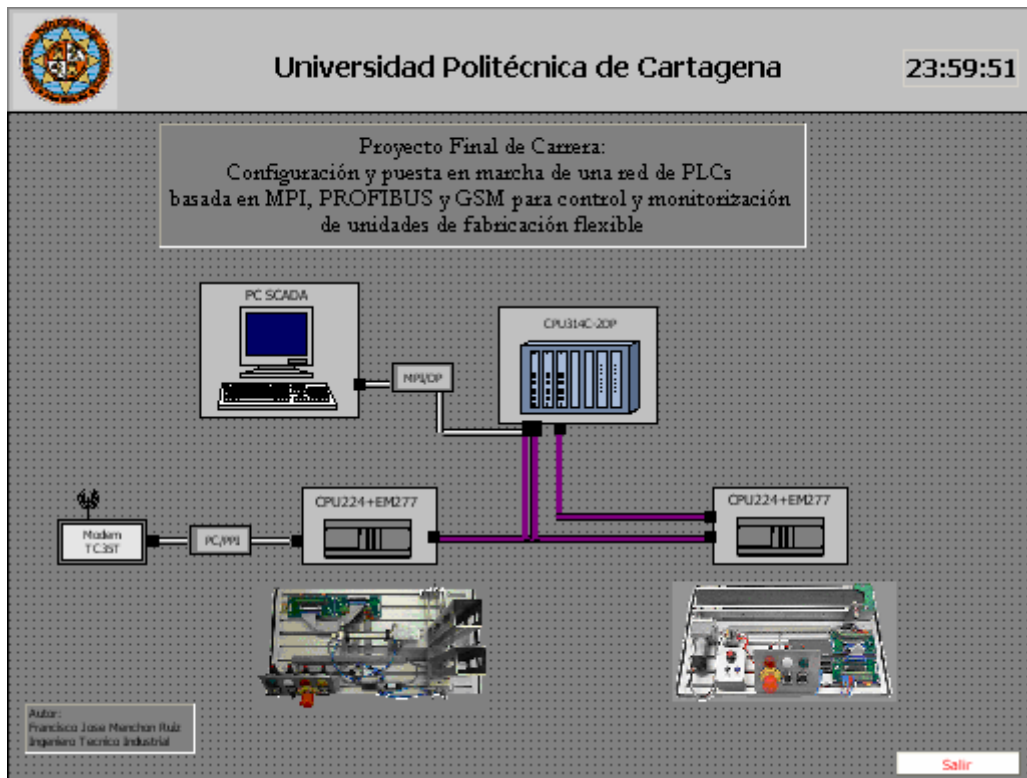 Universidad Politécnica de Cartagena
23:59:51
Proyecto Final de Carrera:
Configuración y puesta en marcha de una red de PLCs
basada en MPI, PROFIBUS y GSM para control y monitorización
de unidades de fabricación flexible
PC SCADA
CPU314C-2DP
MPI/DP
CPU224+EM277
CPU224+EM277
Modem
TC35T
PC/PPI
Autor:
Francisco Jose Menchon Ruiz
Ingeniero Tecnico Industrial
Salir